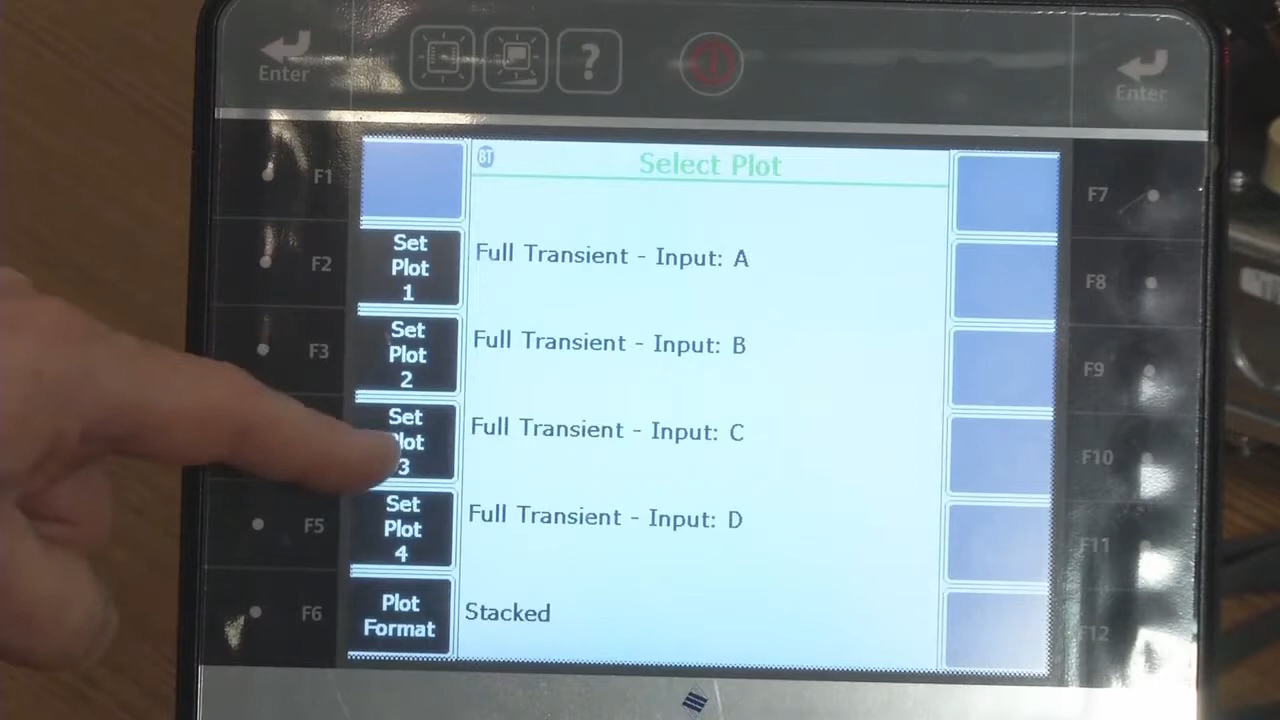 Enter
?
Enter
BT
Select Plot
F1
F7
F2
Set
Plot
1
Full Transient - Input: A
F8
F3
Set
Plot
2
Full Transient - Input: B
F9
Set
Plot
3
Full Transient - Input: C
F10
F5
Set
Plot
4
Full Transient - Input: D
F11
F6
Plot
Format
Stacked
F12